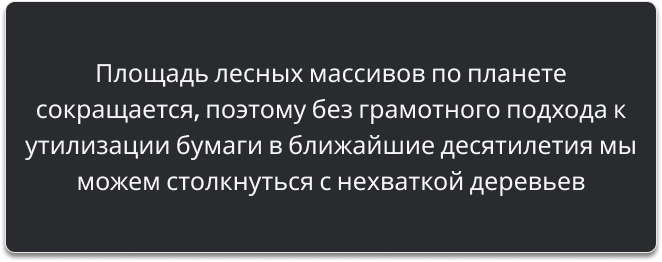 Площадь лесных массивов по планете
сокращается, поэтому без грамотного подхода к
утилизации бумаги в ближайшие десятилетия мы
можем столкнуться с нехваткой деревьев